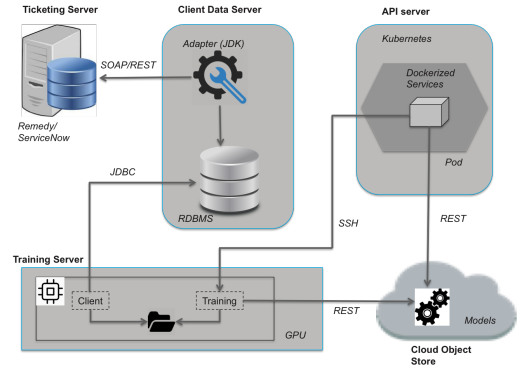 Ticketing Server
Client Data Server
API server
Adapter (JDK)
Kubernetes
SOAP/REST
Dockerized
Services
Remedy/
ServiceNow
Pod
JDBC
RDBMS
SSH
REST
Training Server
Client
Training
REST
GPU
Models
Cloud Object
Store